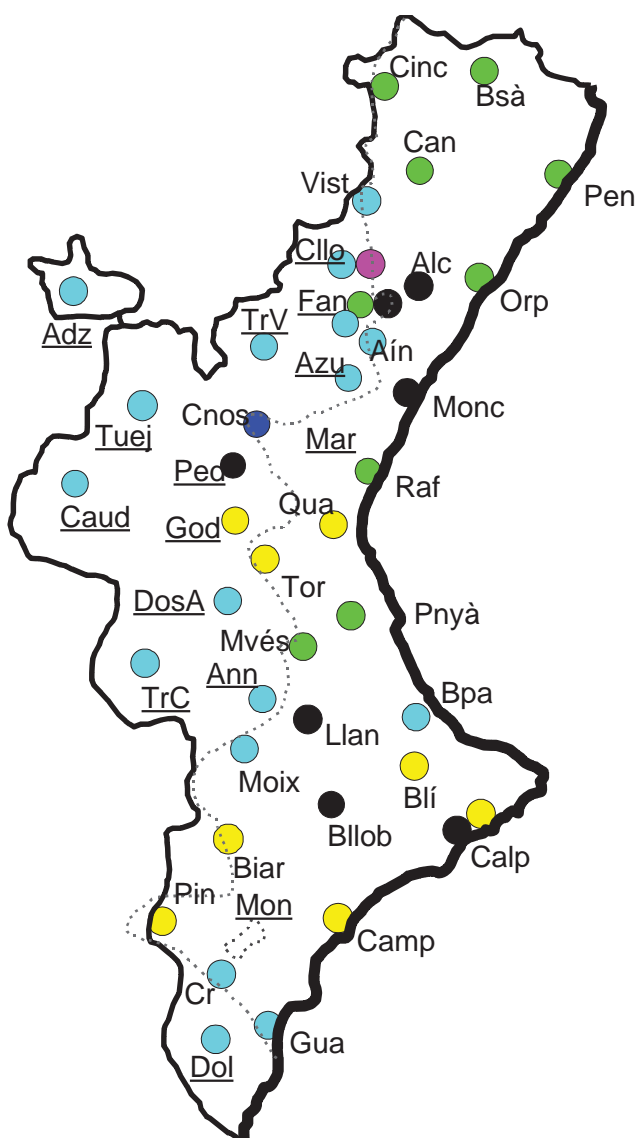 Cinc
Bsà
Can
Vist
Pen
Cllo
Alc
Adz
Fan
Orp
TrV
Azu
Aín
Tuej
Cnos
Monc
Mar
Ped
Raf
Caud
Qua
God
Tor
DosA
Pnyà
Mvés
TrC
Ann
Bpa
Llan
Moix
Blí
Bllob
Calp
Biar
Pin
Mon
Camp
Cr
Gua
Dol